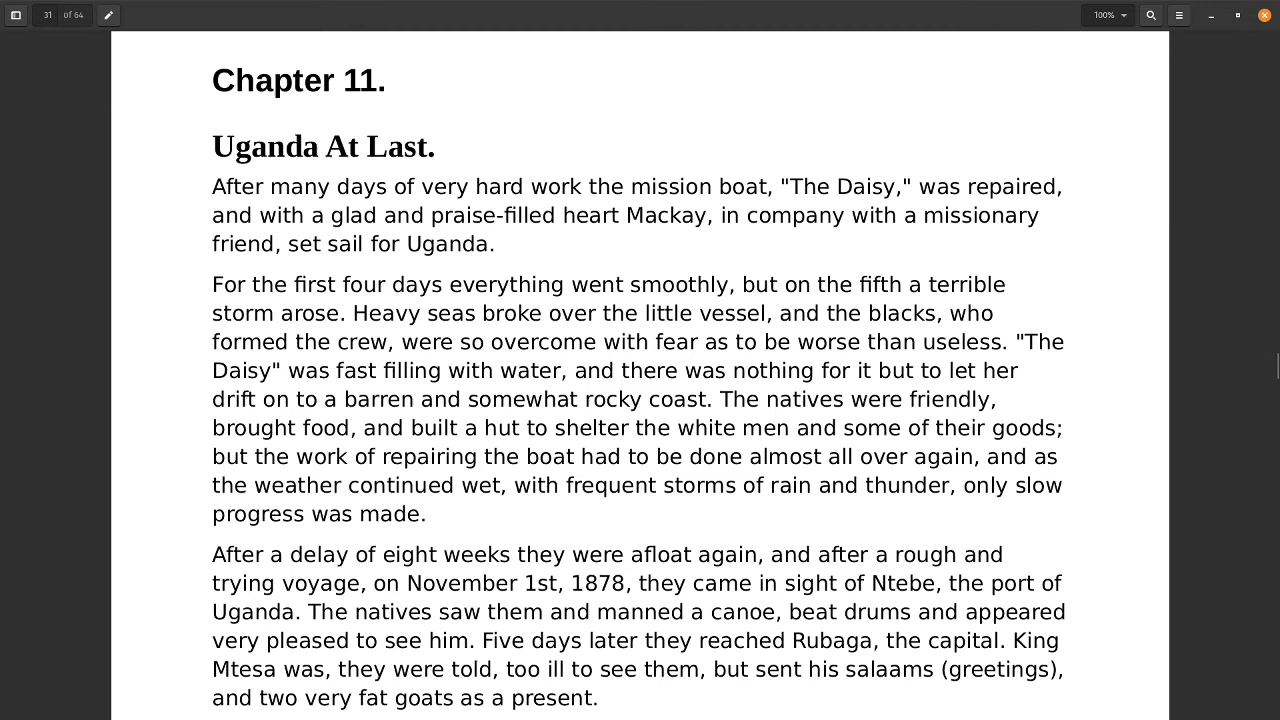 31 of 64
100%
Chapter 11.
Uganda At Last.
After many days of very hard work the mission boat, "The Daisy," was repaired,
and with a glad and praise-filled heart Mackay, in company with a missionary
friend, set sail for Uganda.
For the first four days everything went smoothly, but on the fifth a terrible
storm arose. Heavy seas broke over the little vessel, and the blacks, who
formed the crew, were so overcome with fear as to be worse than useless. "The
Daisy" was fast filling with water, and there was nothing for it but to let her
drift on to a barren and somewhat rocky coast. The natives were friendly,
brought food, and built a hut to shelter the white men and some of their goods;
but the work of repairing the boat had to be done almost all over again, and as
the weather continued wet, with frequent storms of rain and thunder, only slow
progress was made.
After a delay of eight weeks they were afloat again, and after a rough and
trying voyage, on November 1st, 1878, they came in sight of Ntebe, the port of
Uganda. The natives saw them and manned a canoe, beat drums and appeared
very pleased to see him. Five days later they reached Rubaga, the capital. King
Mtesa was, they were told, too ill to see them, but sent his salaams (greetings),
and two very fat goats as a present.